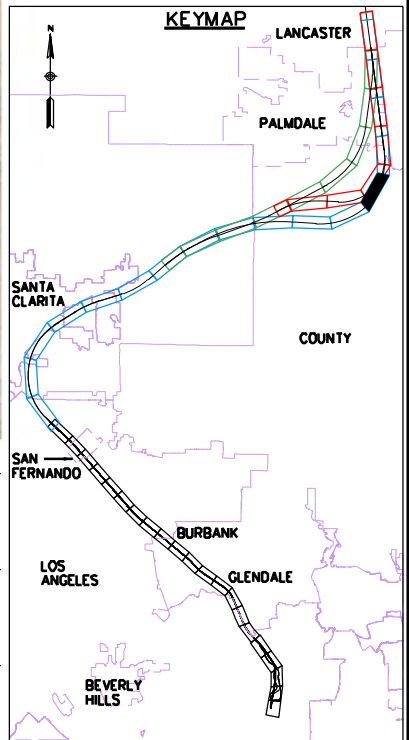 KEYMAP
N
LANCASTER
PALMDALE
SANTA
CLARITA
COUNTY
SAN
FERNANDO
BURBANK
LOS
ANGELES
GLENDALE
BEVERLY
HILLS